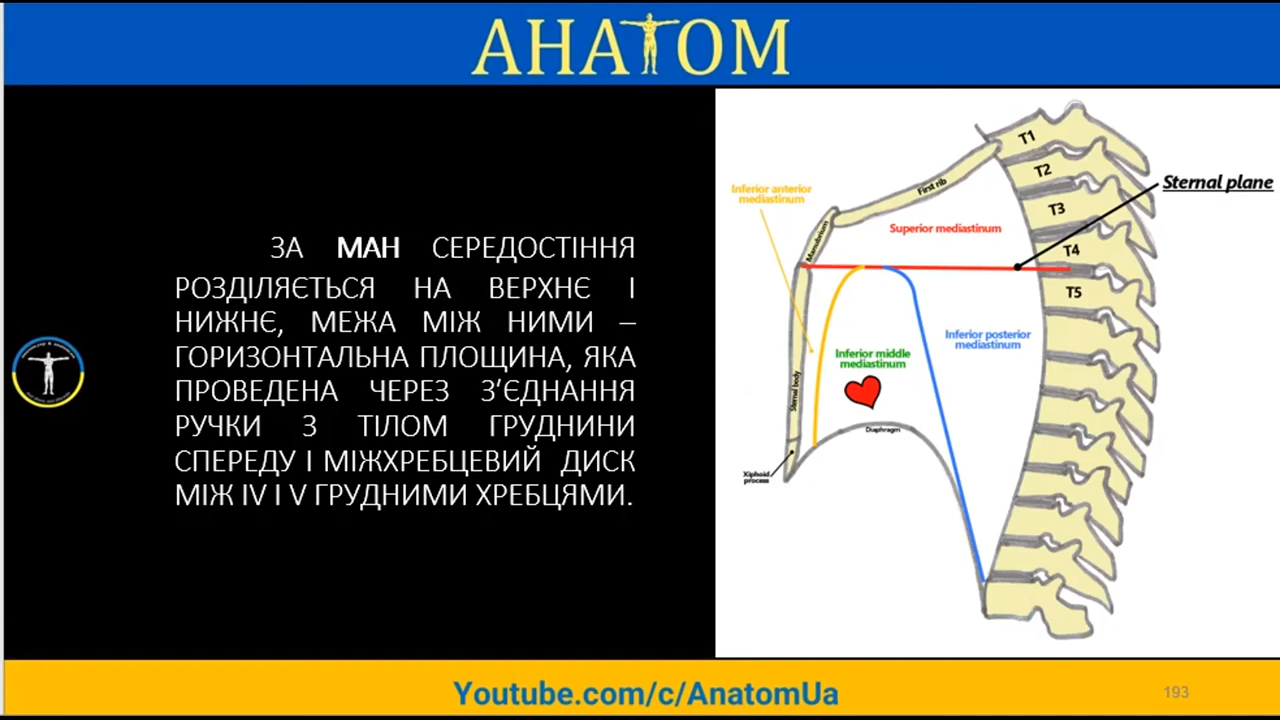 АНАТОМ
ЗА МАН СЕРЕДОСТІННЯ
РОЗДІЛЯЄТЬСЯ НА ВЕРХНЄ І
НИЖНЄ, МЕЖА МІЖ НИМИ –
ГОРИЗОНТАЛЬНА ПЛОЩИНА, ЯКА
ПРОВЕДЕНА ЧЕРЕЗ З’ЄДНАННЯ
РУЧКИ З ТІЛОМ ГРУДНИНИ
СПЕРЕДУ І МІЖХРЕБЦЕВИЙ ДИСК
МІЖ IV І V ГРУДНИМИ ХРЕБЦЯМИ.
T1
T2
T3
T4
T5
Sternal plane
First rib
Inferior anterior
mediastinum
Manubrium
Superior mediastinum
Inferior posterior
mediastinum
Inferior middle
mediastinum
Sternal body
Diaphragm
Xiphoid
process
Youtube.com/c/AnatomUa
193